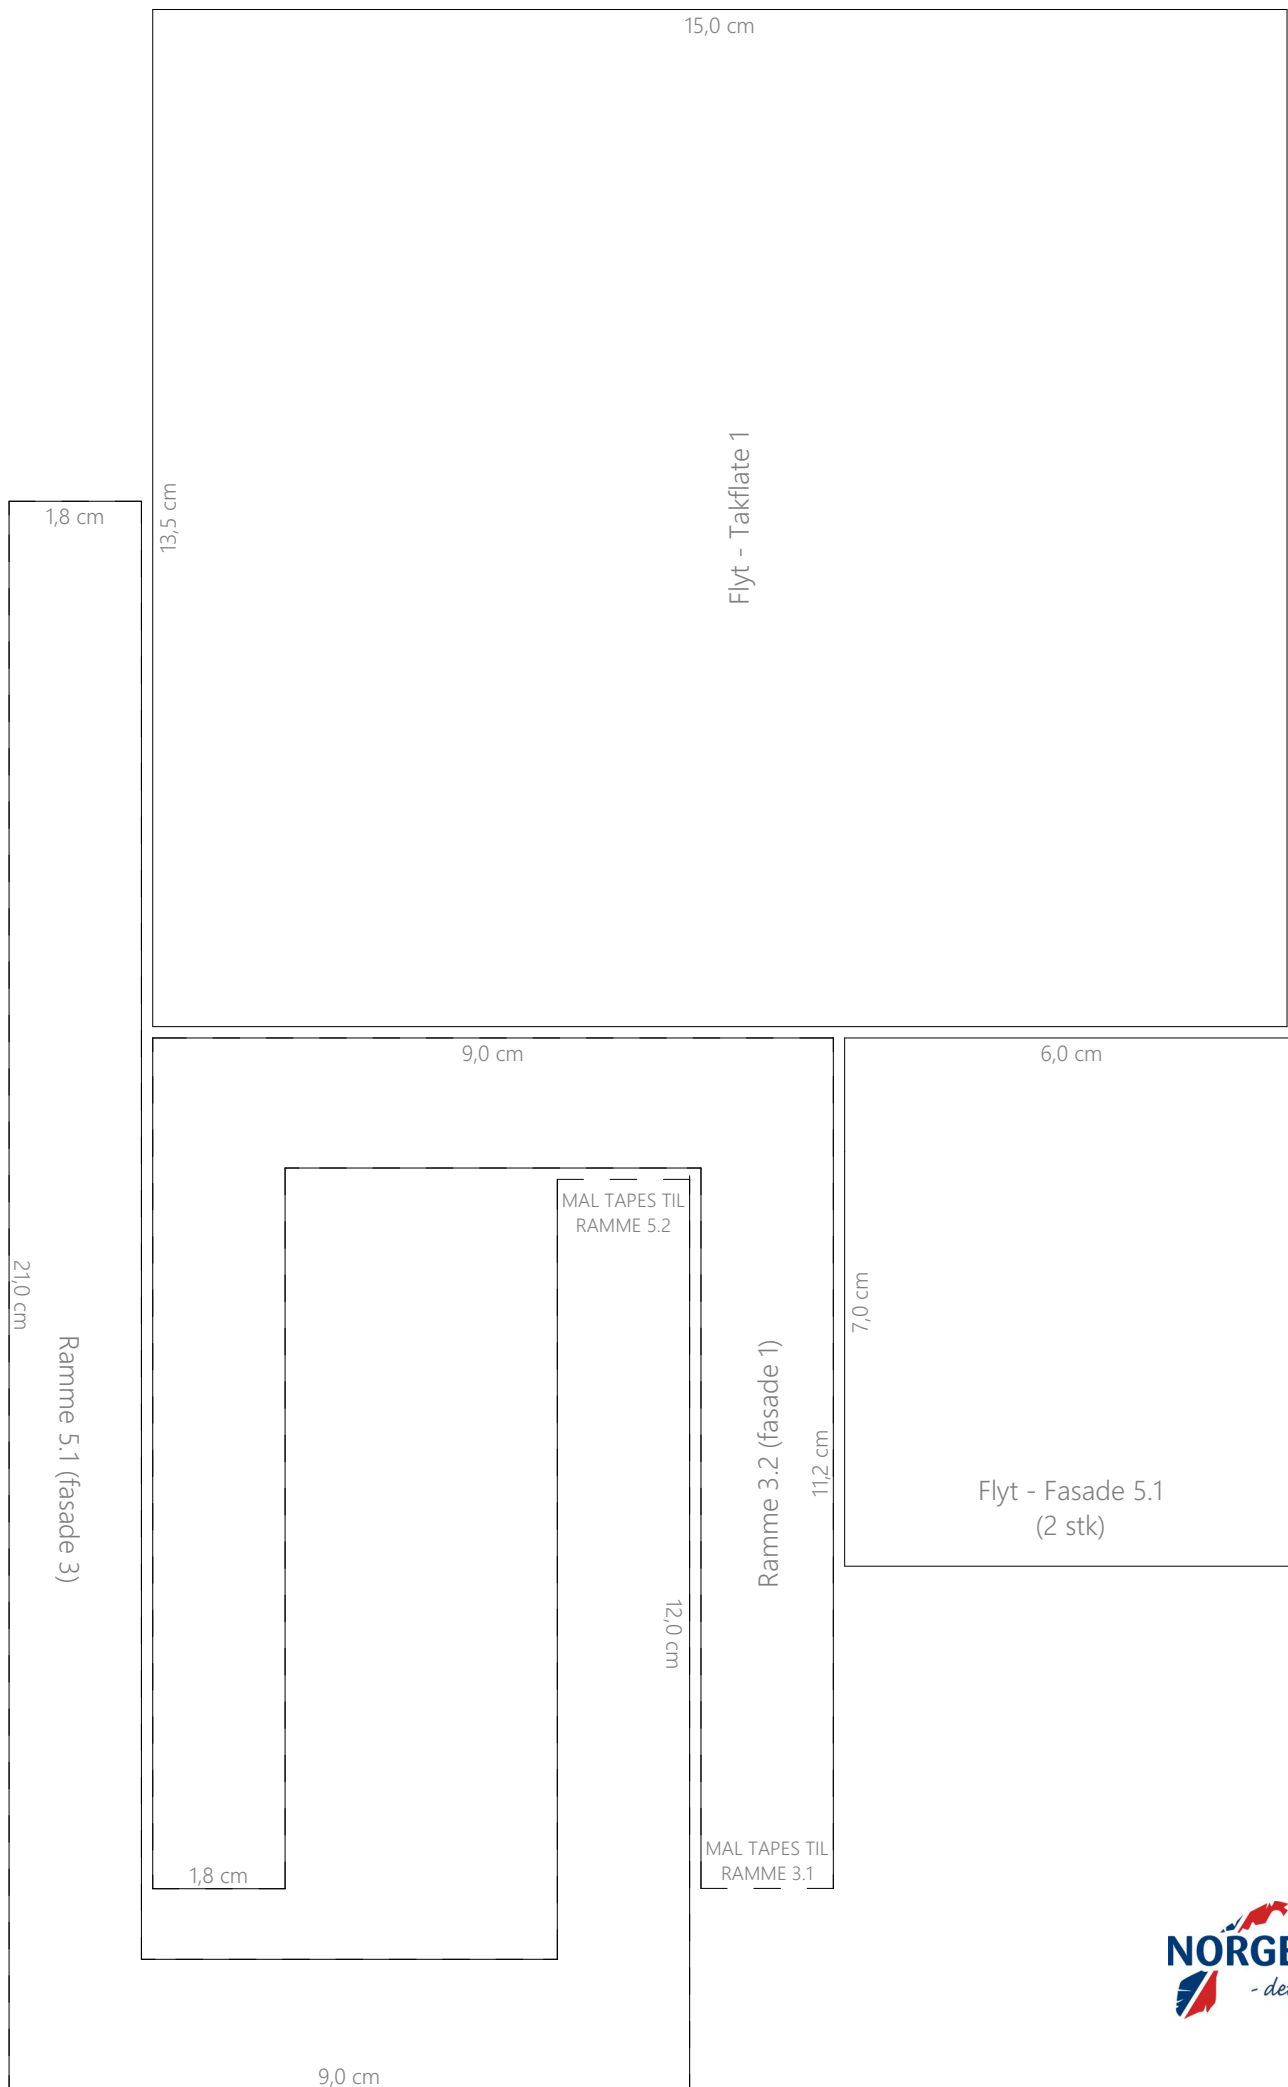 15,0 cm
13,5 cm
Flyt - Takflate 1
1,8 cm
9,0 cm
6,0 cm
MAL TAPES TIL
RAMME 5.2
21,0 cm
7,0 cm
Ramme 5.1 (fasade 3)
Ramme 3.2 (fasade 1)
11,2 cm
Flyt - Fasade 5.1
(2 stk)
12,0 cm
MAL TAPES TIL
RAMME 3.1
1,8 cm
9,0 cm